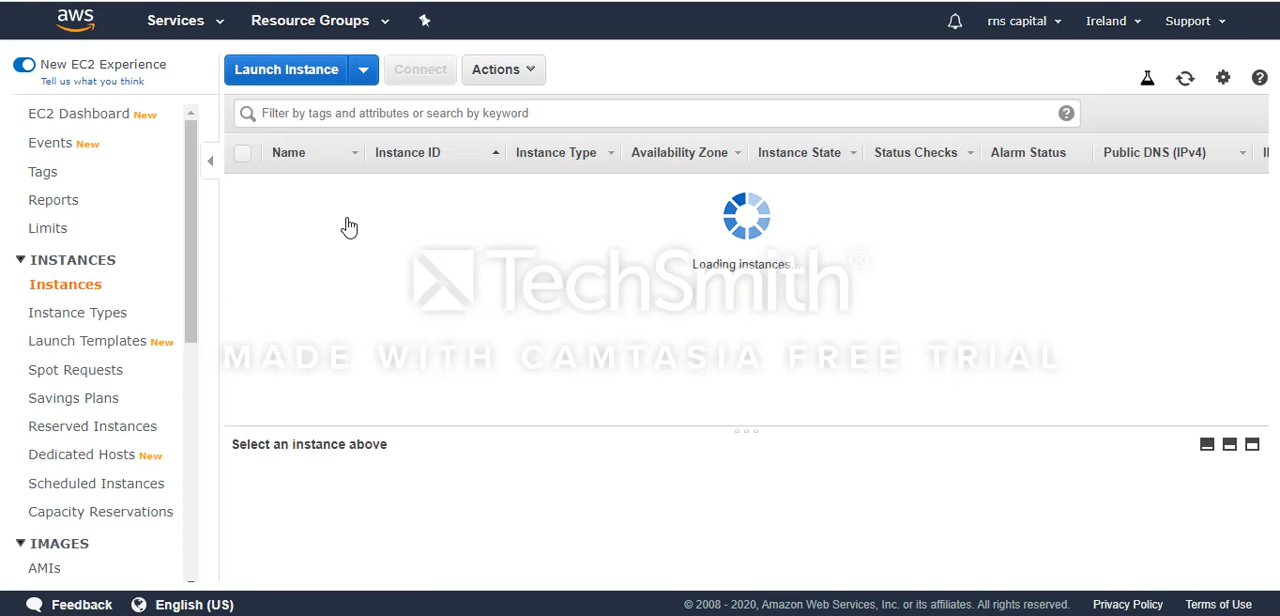 aws Services Resource Groups rns capital Ireland Support
New EC2 Experience
Tell us what you think
EC2 Dashboard New
Events New
Tags
Reports
Limits
INSTANCES
Instances
Instance Types
Launch Templates New
Spot Requests
Savings Plans
Reserved Instances
Dedicated Hosts New
Scheduled Instances
Capacity Reservations
IMAGES
AMIs
Launch Instance Connect Actions
Filter by tags and attributes or search by keyword
Name Instance ID Instance Type Availability Zone Instance State Status Checks Alarm Status Public DNS (IPv4)
Loading instances...
TechSmith®
MADE WITH CAMTASIA FREE TRIAL
Select an instance above
Feedback English (US) © 2008 - 2020, Amazon Web Services, Inc. or its affiliates. All rights reserved. Privacy Policy Terms of Use